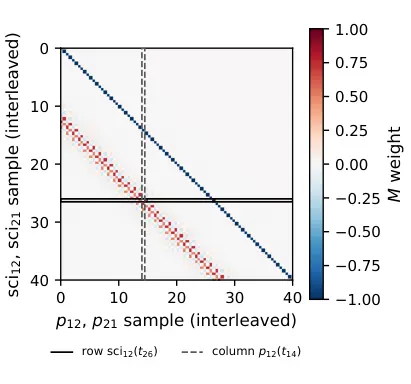 0
10
20
30
40
0 10 20 30 40
sci₁₂, sci₂₁ sample (interleaved)
p₁₂, p₂₁ sample (interleaved)
1.00
0.75
0.50
0.25
0.00
−0.25
−0.50
−0.75
−1.00
M weight
row sci₁₂(t₂₆) column p₁₂(t₁₄)